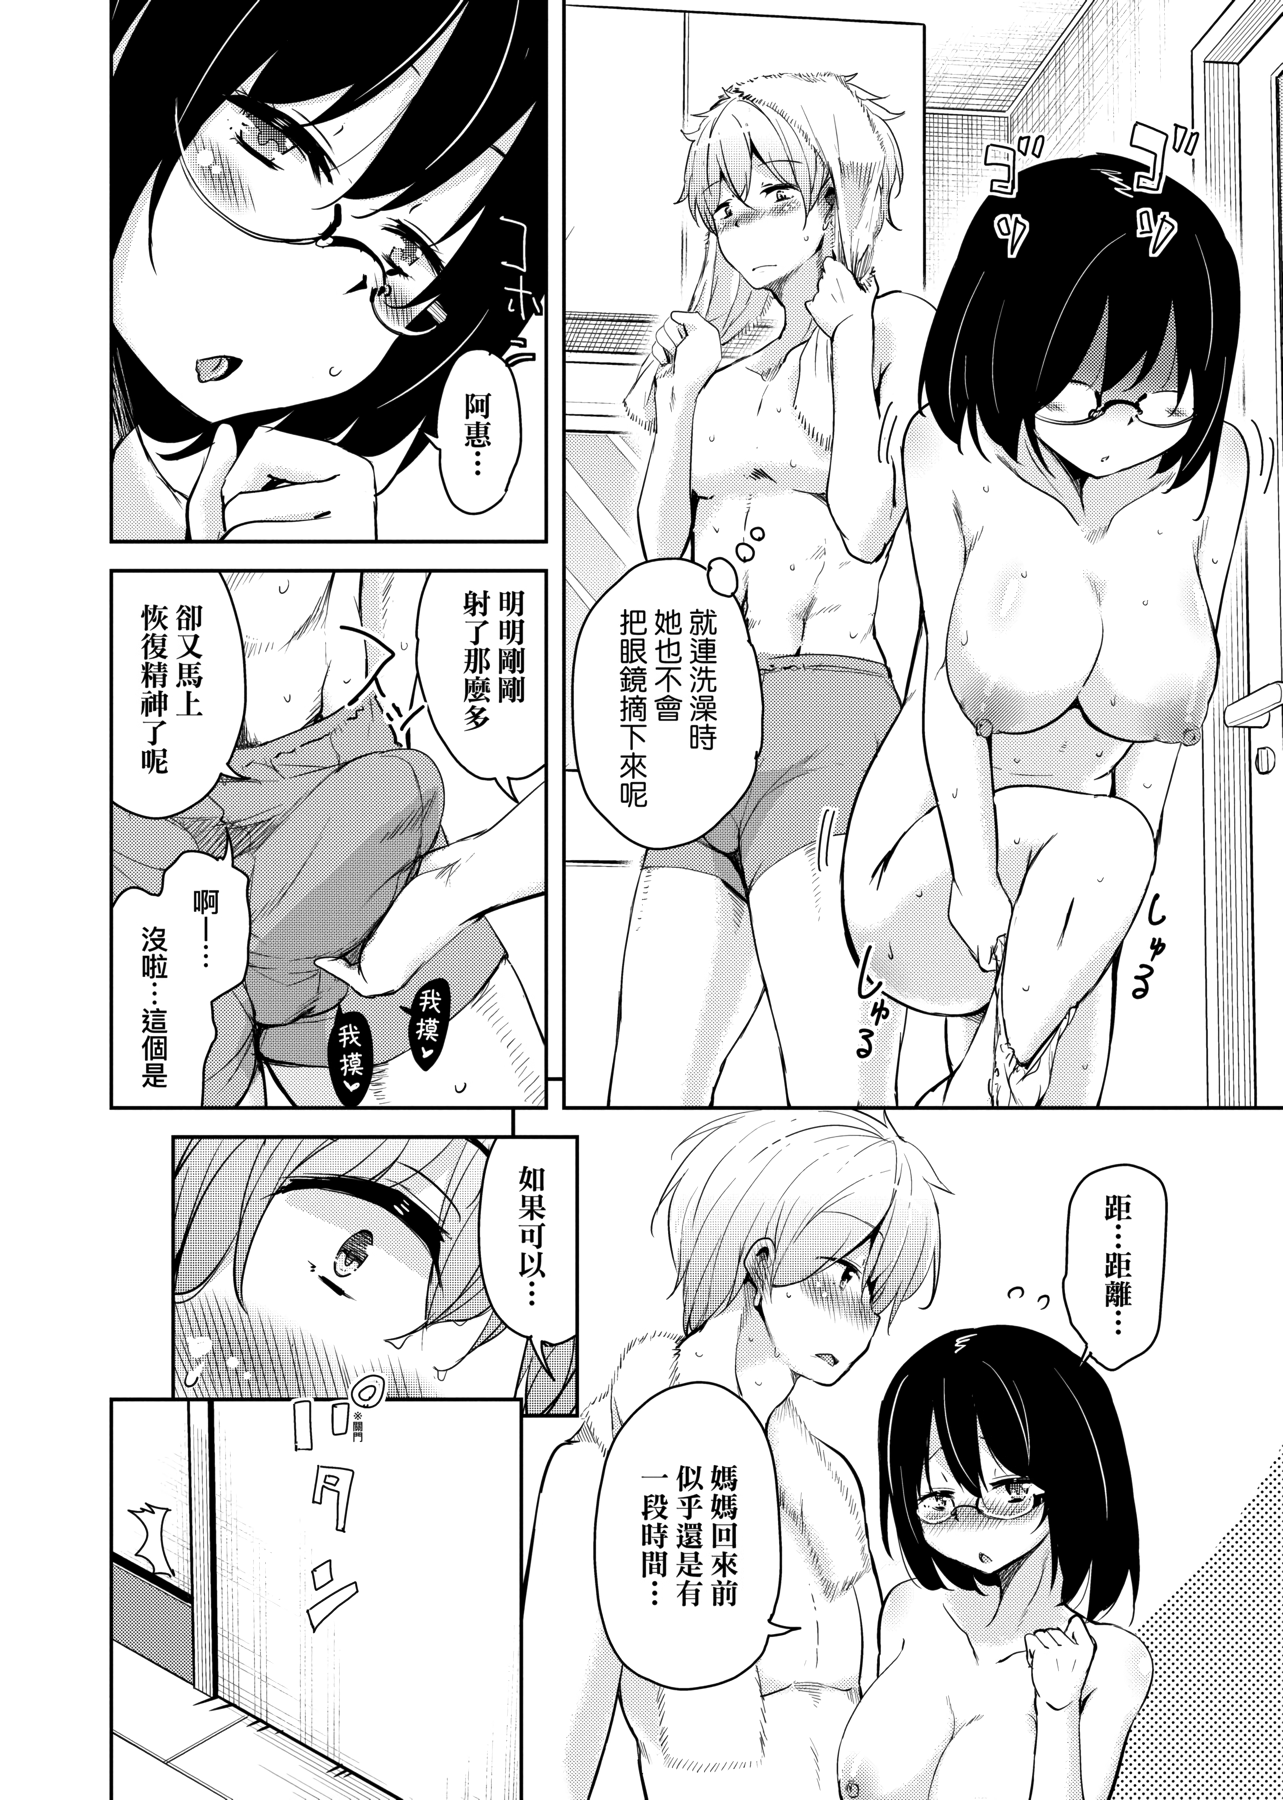 ゴソ
ゴソ
就連洗澡時
她也不會
把眼鏡摘下來呢
しゅる
しゅる
コホ…
阿惠…
明明剛剛
射了那麼多
卻又馬上
恢復精神了呢
啊—…
沒啦…這個是
我摸♥
我摸♥
距…距離…
媽媽回來前
似乎還是有
一段時間…
如果可以…
パタン
※關門